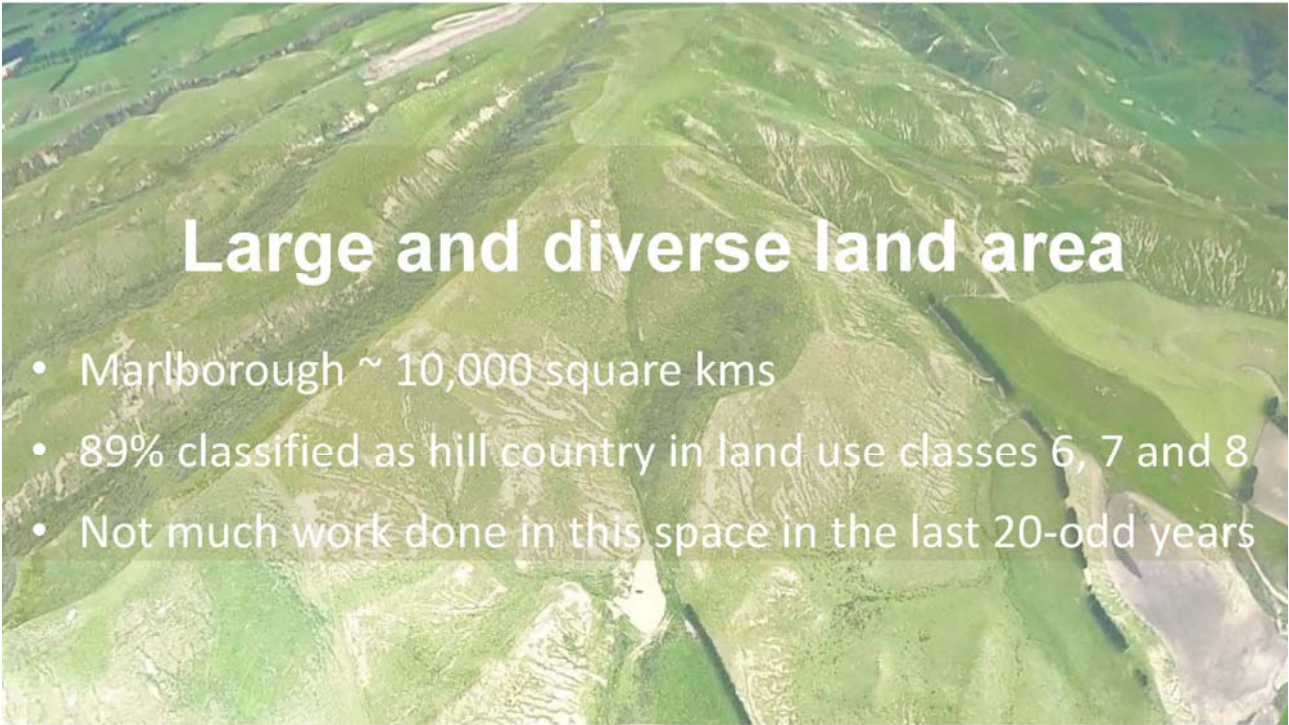 Large and diverse land area
• Marlborough ~ 10,000 square kms
• 89% classified as hill country in land use classes 6, 7 and 8
• Not much work done in this space in the last 20-odd years